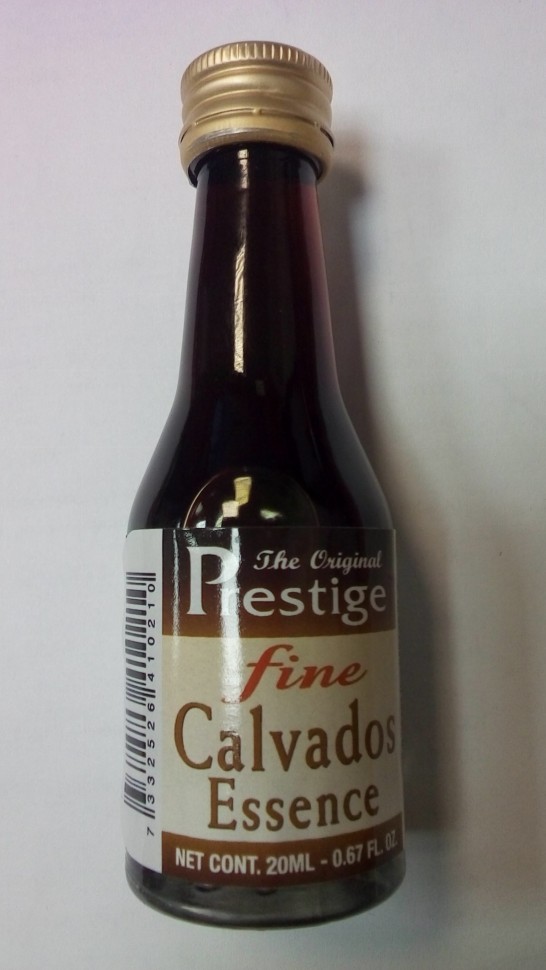 The Original
Prestige
fine
Calvados
Essence
NET CONT. 20ML - 0.67 FL. OZ.
7 332526 410210